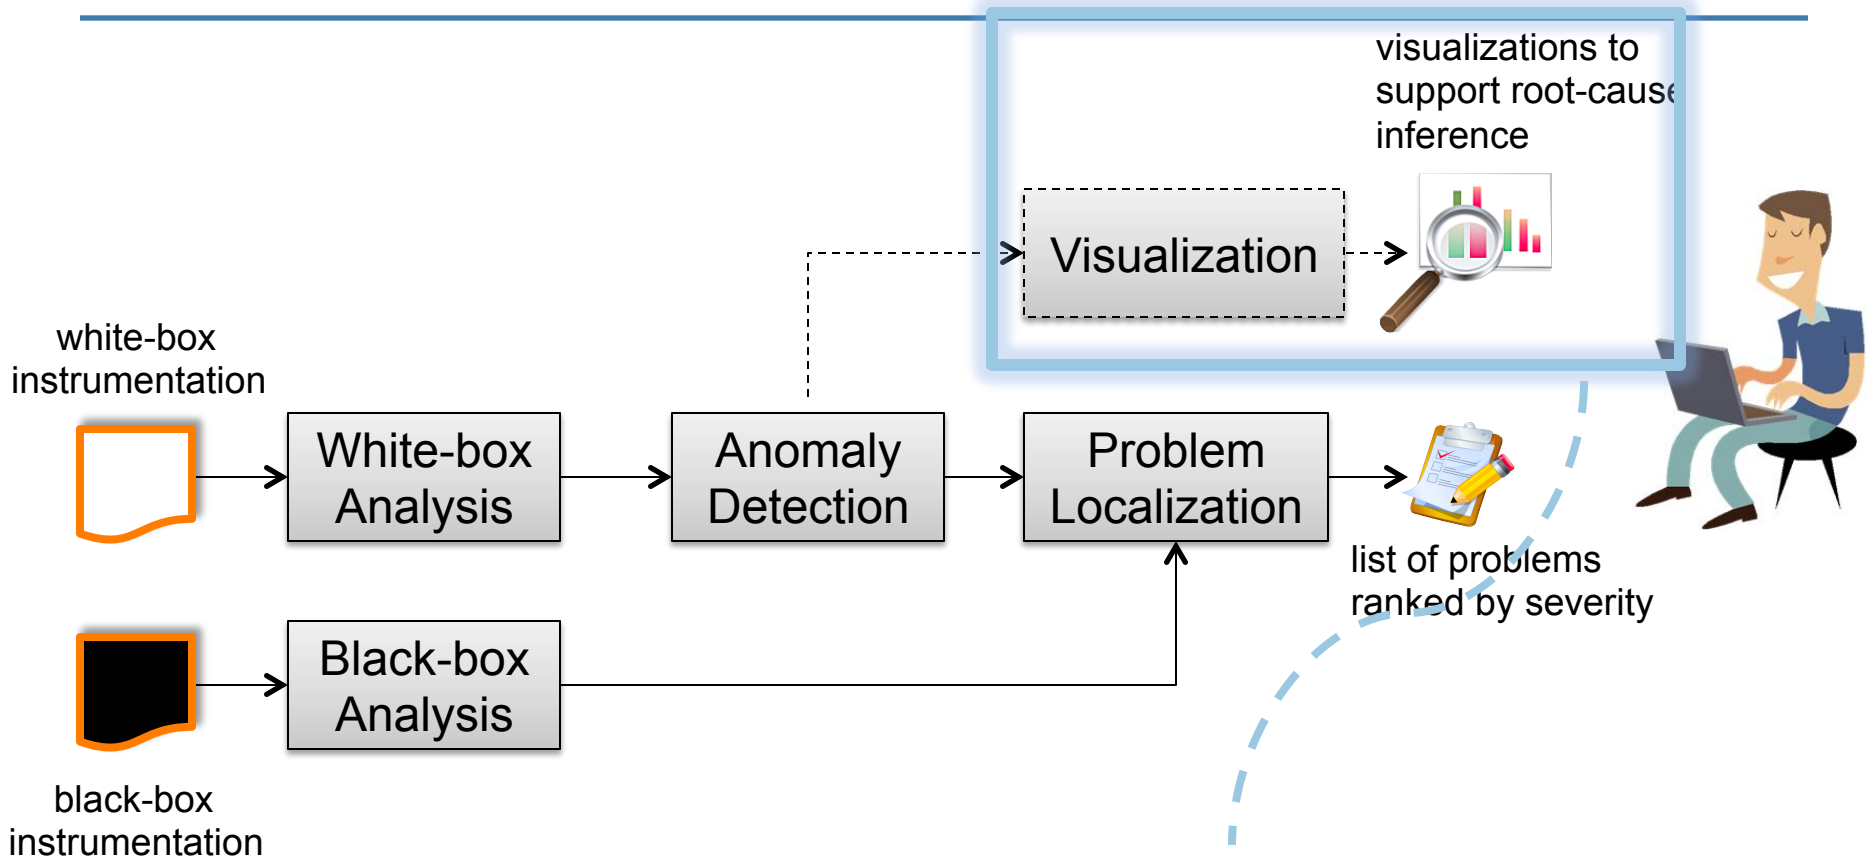 visualizations to
support root-cause
inference
Visualization
white-box
instrumentation
White-box
Analysis
Anomaly
Detection
Problem
Localization
list of problems
ranked by severity
Black-box
Analysis
black-box
instrumentation